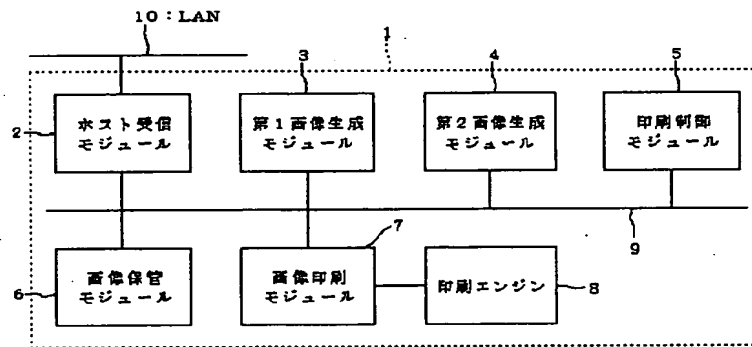 10:LAN
1
3
4
5
2
ホスト受信
モジュール
第1画像生成
モジュール
第2画像生成
モジュール
印刷制御
モジュール
7
9
6
画像保管
モジュール
画像印刷
モジュール
印刷エンジン
8